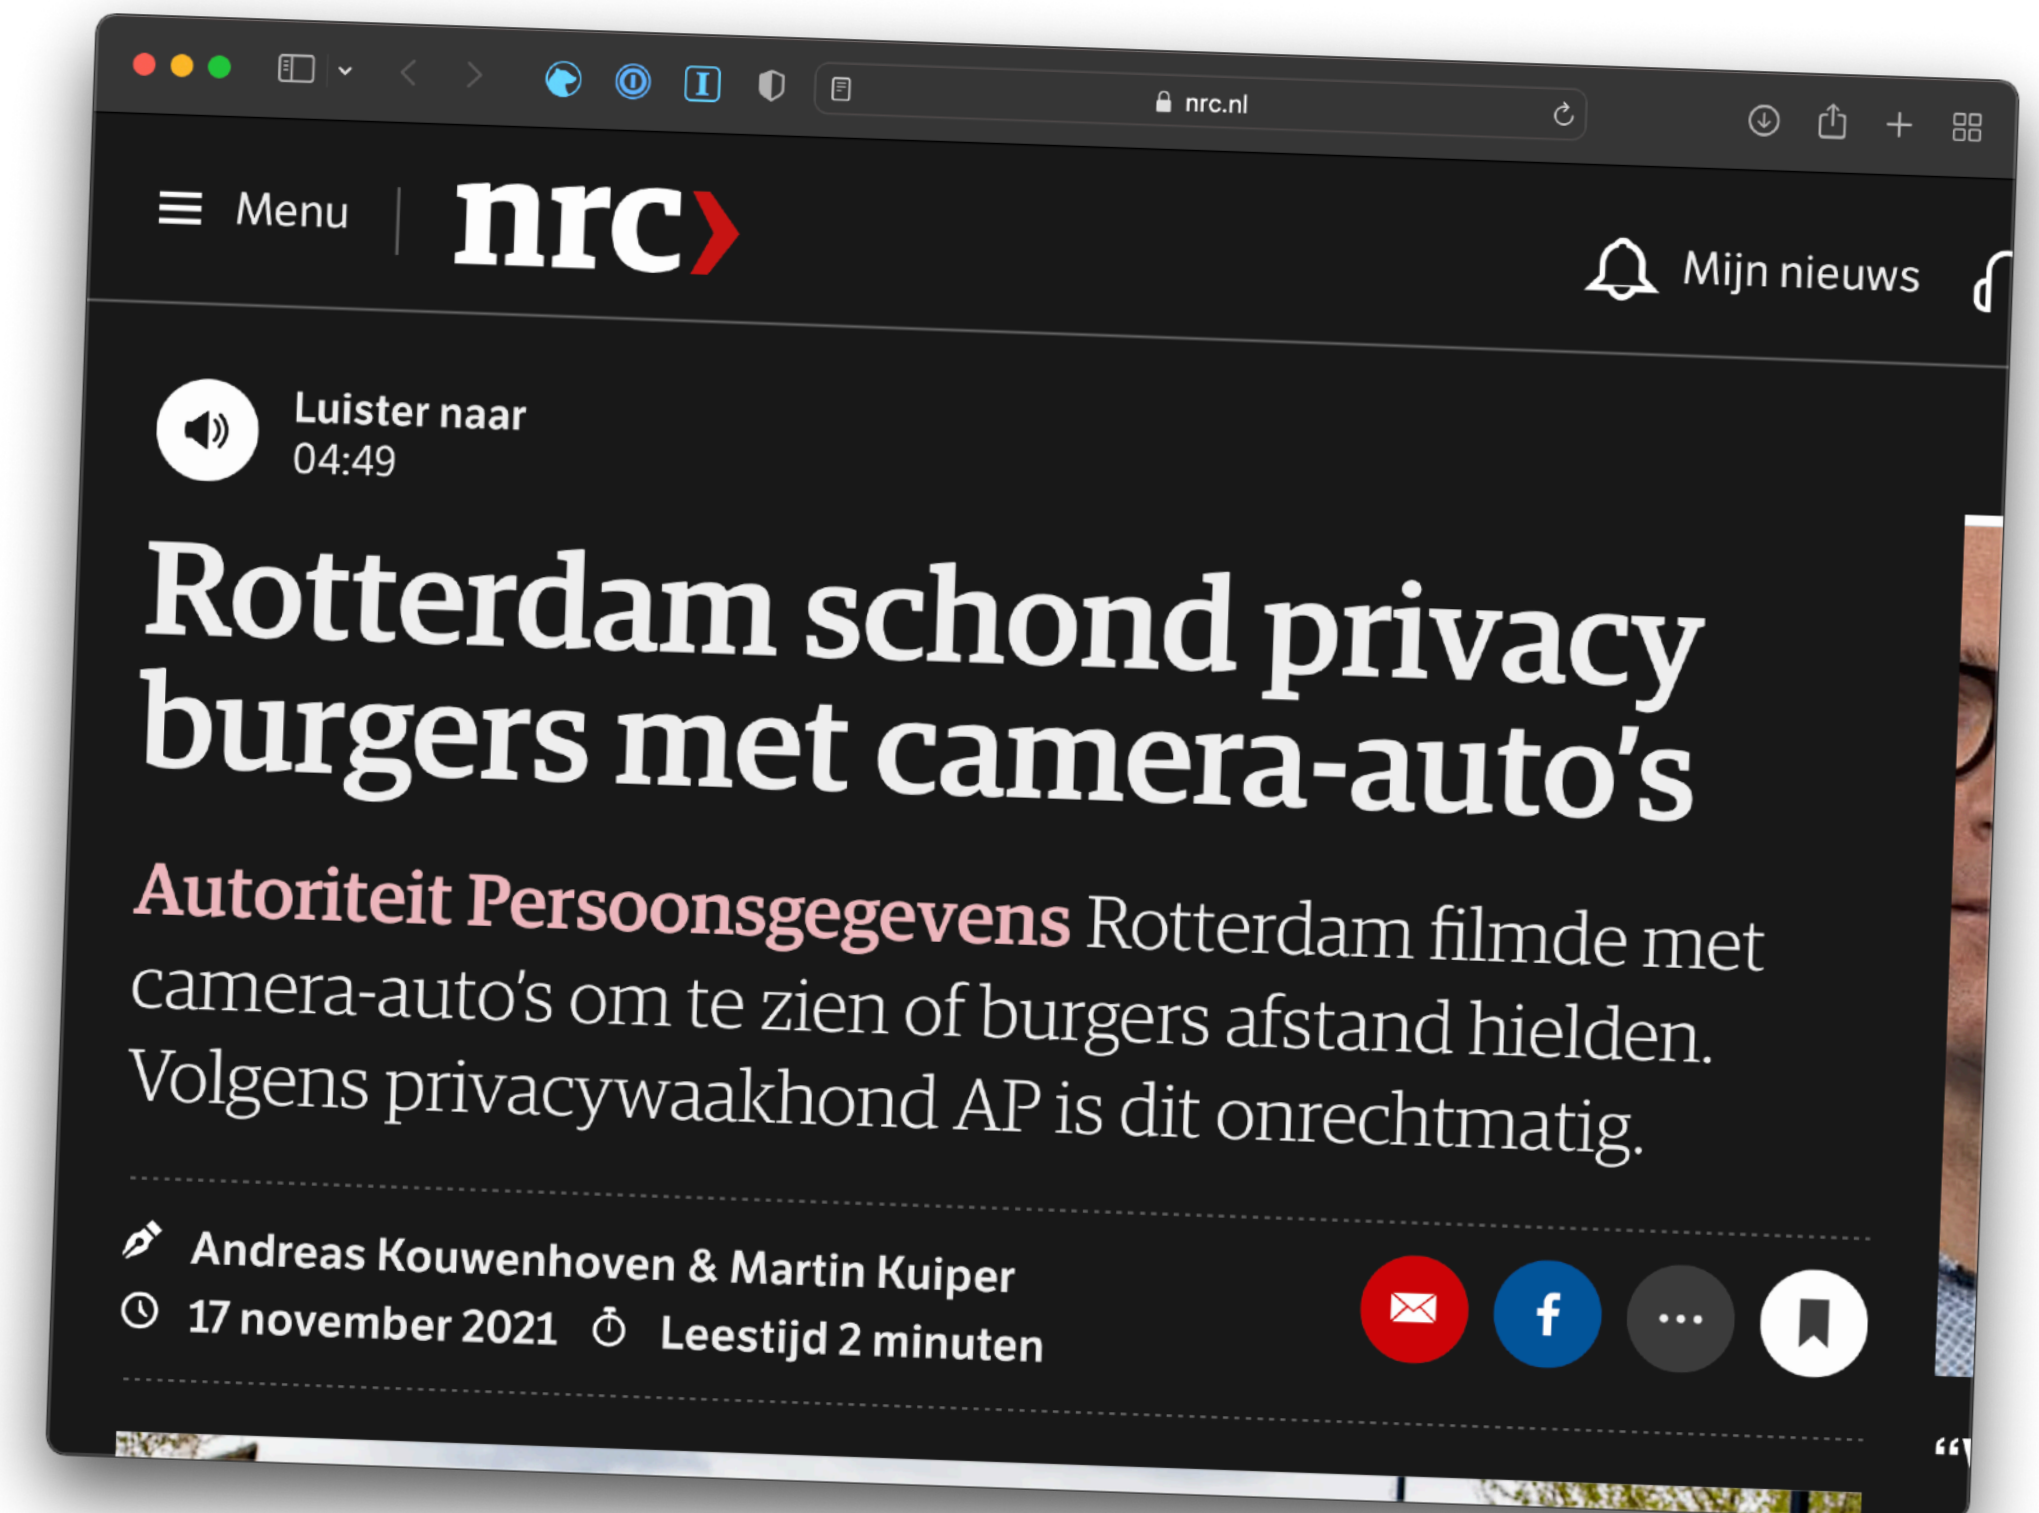 nrc.nl
Menu
nrc
Mijn nieuws
Luister naar
04:49
Rotterdam schond privacy
burgers met camera-auto's
Autoriteit Persoonsgegevens Rotterdam filmde met
camera-auto's om te zien of burgers afstand hielden.
Volgens privacywaakhond AP is dit onrechtmatig.
Andreas Kouwenhoven & Martin Kuiper
17 november 2021 Leestijd 2 minuten